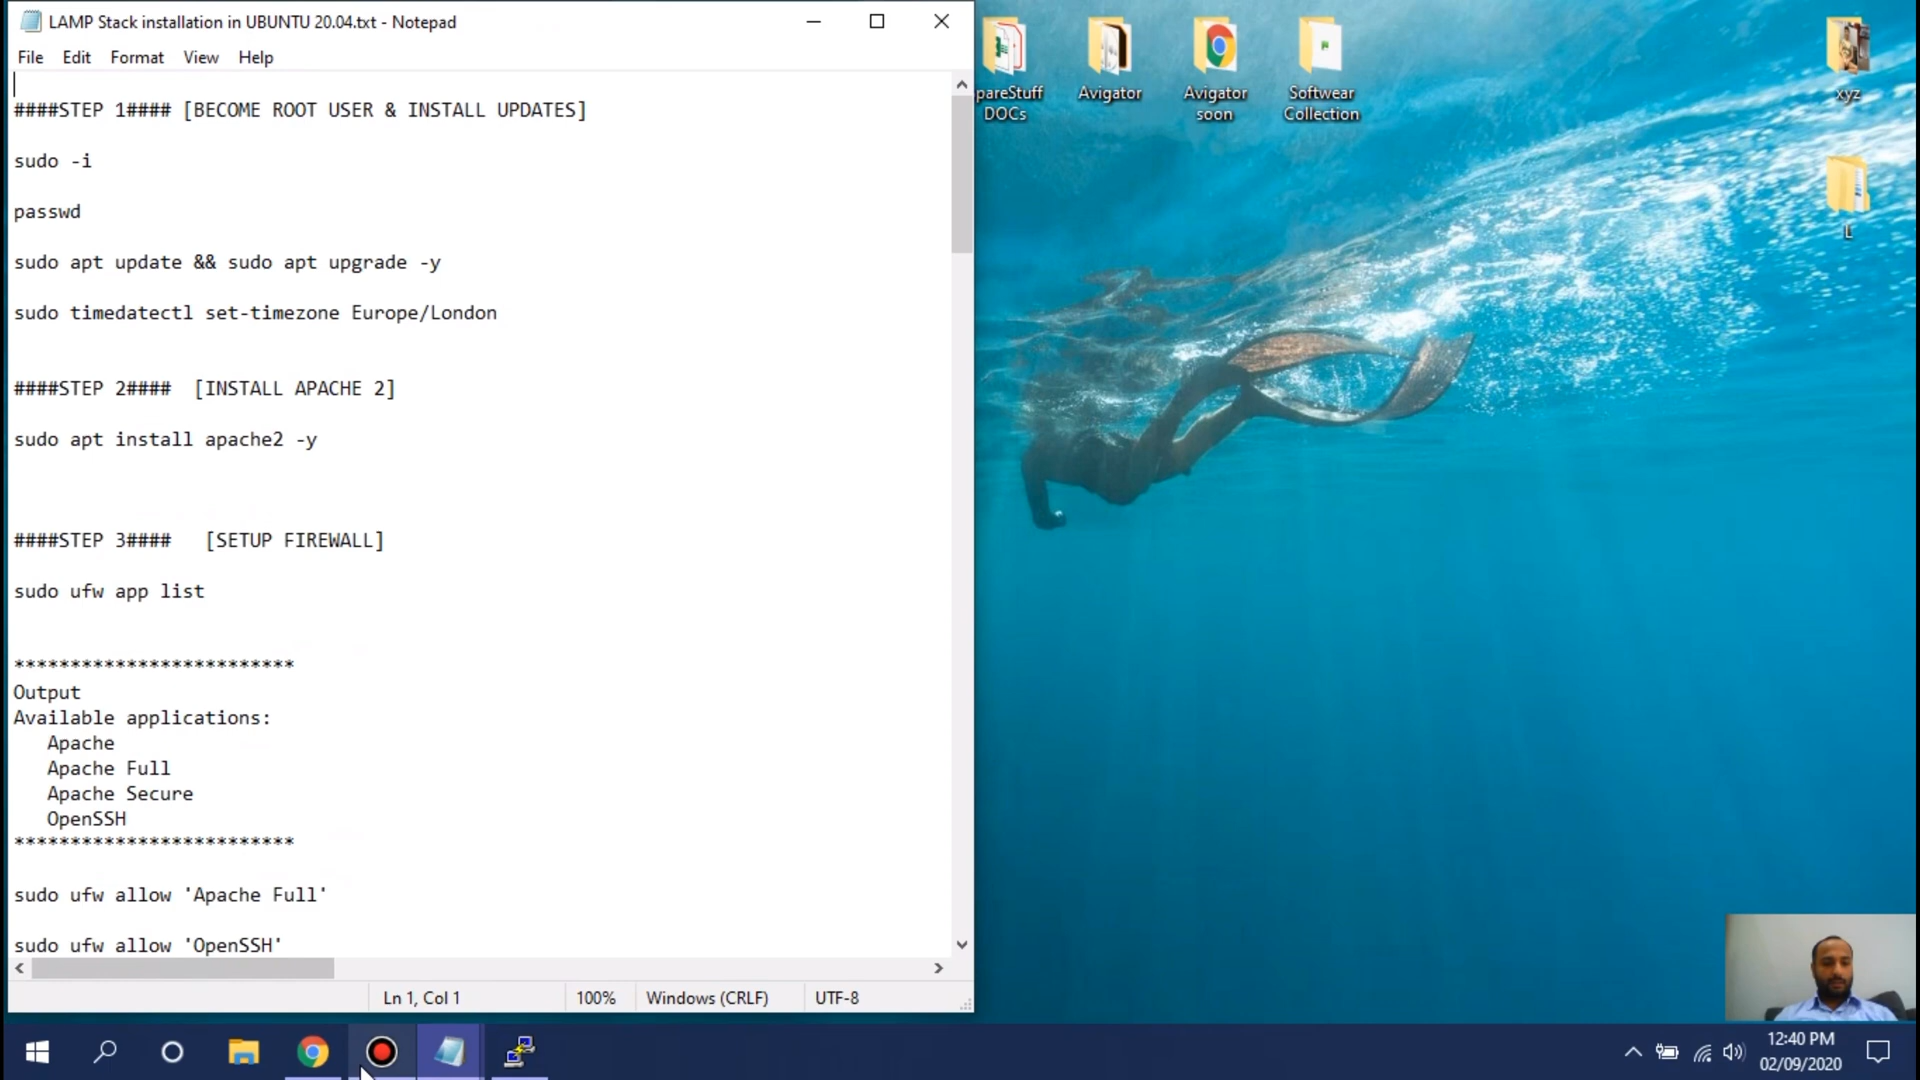 LAMP Stack installation in UBUNTU 20.04.txt - Notepad
File Edit Format View Help
####STEP 1#### [BECOME ROOT USER & INSTALL UPDATES]
sudo -i
passwd
sudo apt update && sudo apt upgrade -y
sudo timedatectl set-timezone Europe/London
####STEP 2####  [INSTALL APACHE 2]
sudo apt install apache2 -y
####STEP 3####   [SETUP FIREWALL]
sudo ufw app list
*************************
Output
Available applications:
Apache
Apache Full
Apache Secure
OpenSSH
*************************
sudo ufw allow 'Apache Full'
sudo ufw allow 'OpenSSH'
Ln 1, Col 1 100% Windows (CRLF) UTF-8
pareStuff
DOCs
Avigator
Avigator
soon
Softwear
Collection
xyz
12:40 PM
02/09/2020